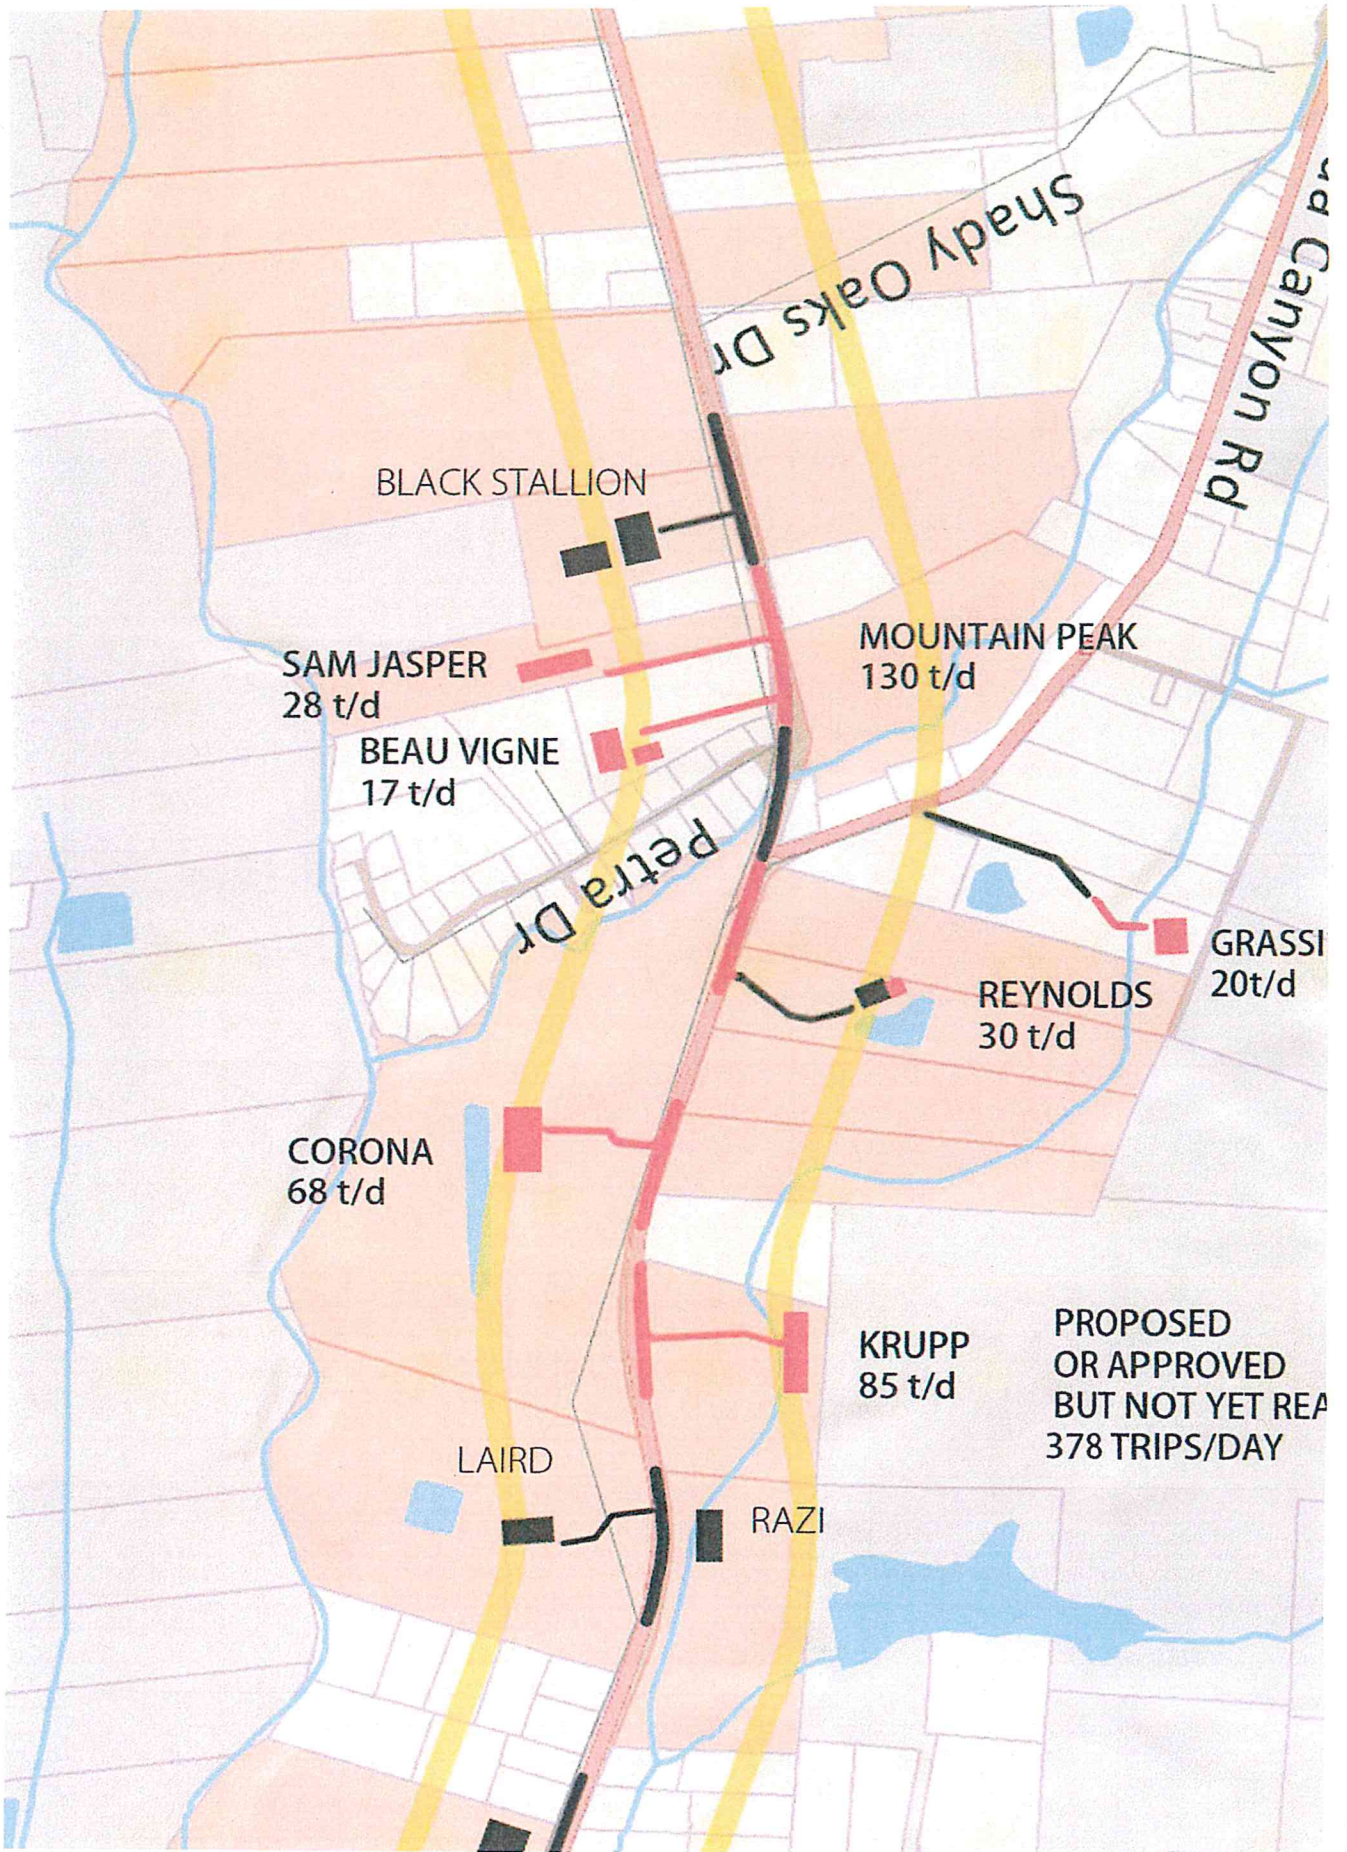 Shady Oaks Dr
Canyon Rd
BLACK STALLION
MOUNTAIN PEAK
130 t/d
SAM JASPER
28 t/d
BEAU VIGNE
17 t/d
Petra Dr
GRASSI
20t/d
REYNOLDS
30 t/d
CORONA
68 t/d
KRUPP
85 t/d
PROPOSED
OR APPROVED
BUT NOT YET REA
378 TRIPS/DAY
LAIRD
RAZI